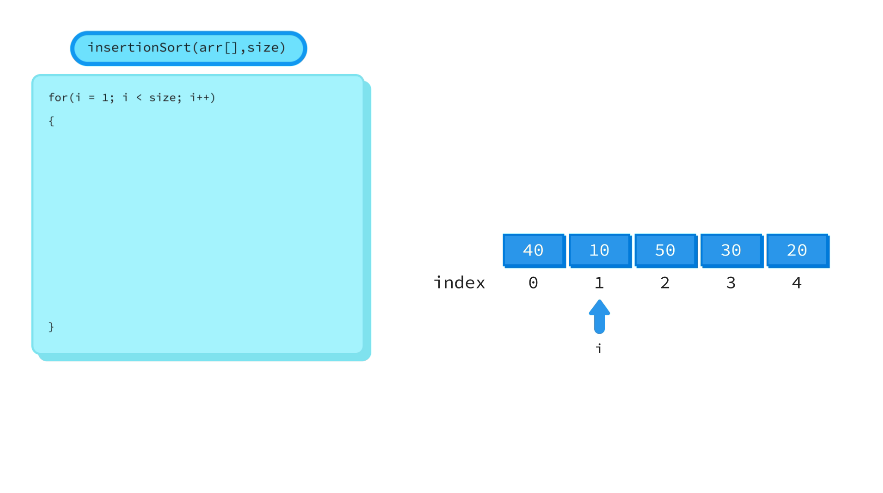 insertionSort(arr[],size)
for(i = 1; i < size; i++)
{
}
40 10 50 30 20
index 0 1 2 3 4
i